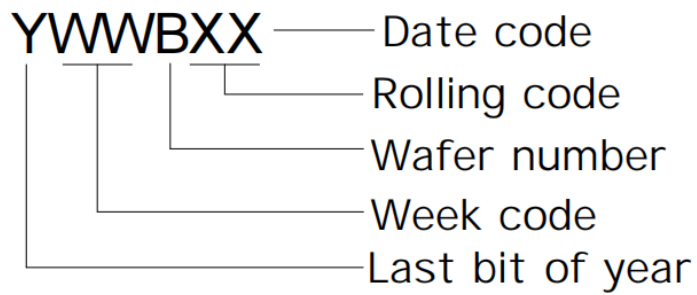 YWWBXX Date code
Rolling code
Wafer number
Week code
Last bit of year